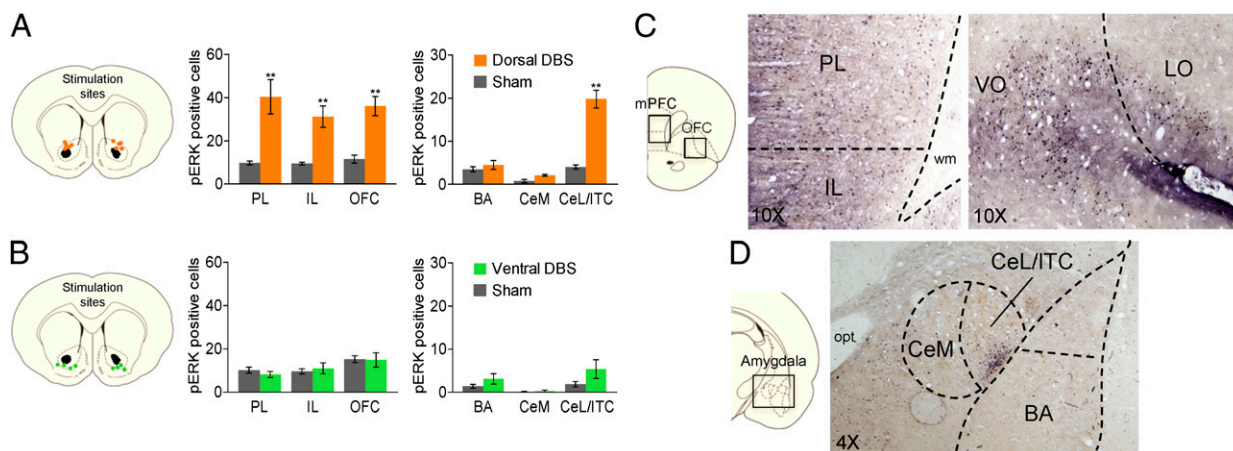 A
Stimulation
sites
pERK positive cells
60
40
20
0
**
**
**
PL
IL
OFC
pERK positive cells
30
20
10
0
Dorsal DBS
Sham
**
BA
CeM
CeL/ITC
B
Stimulation
sites
pERK positive cells
60
40
20
0
PL
IL
OFC
pERK positive cells
30
20
10
0
Ventral DBS
Sham
BA
CeM
CeL/ITC
C
mPFC
OFC
PL
IL
wm
10X
VO
LO
10X
D
Amygdala
opt
CeM
CeL/ITC
BA
4X